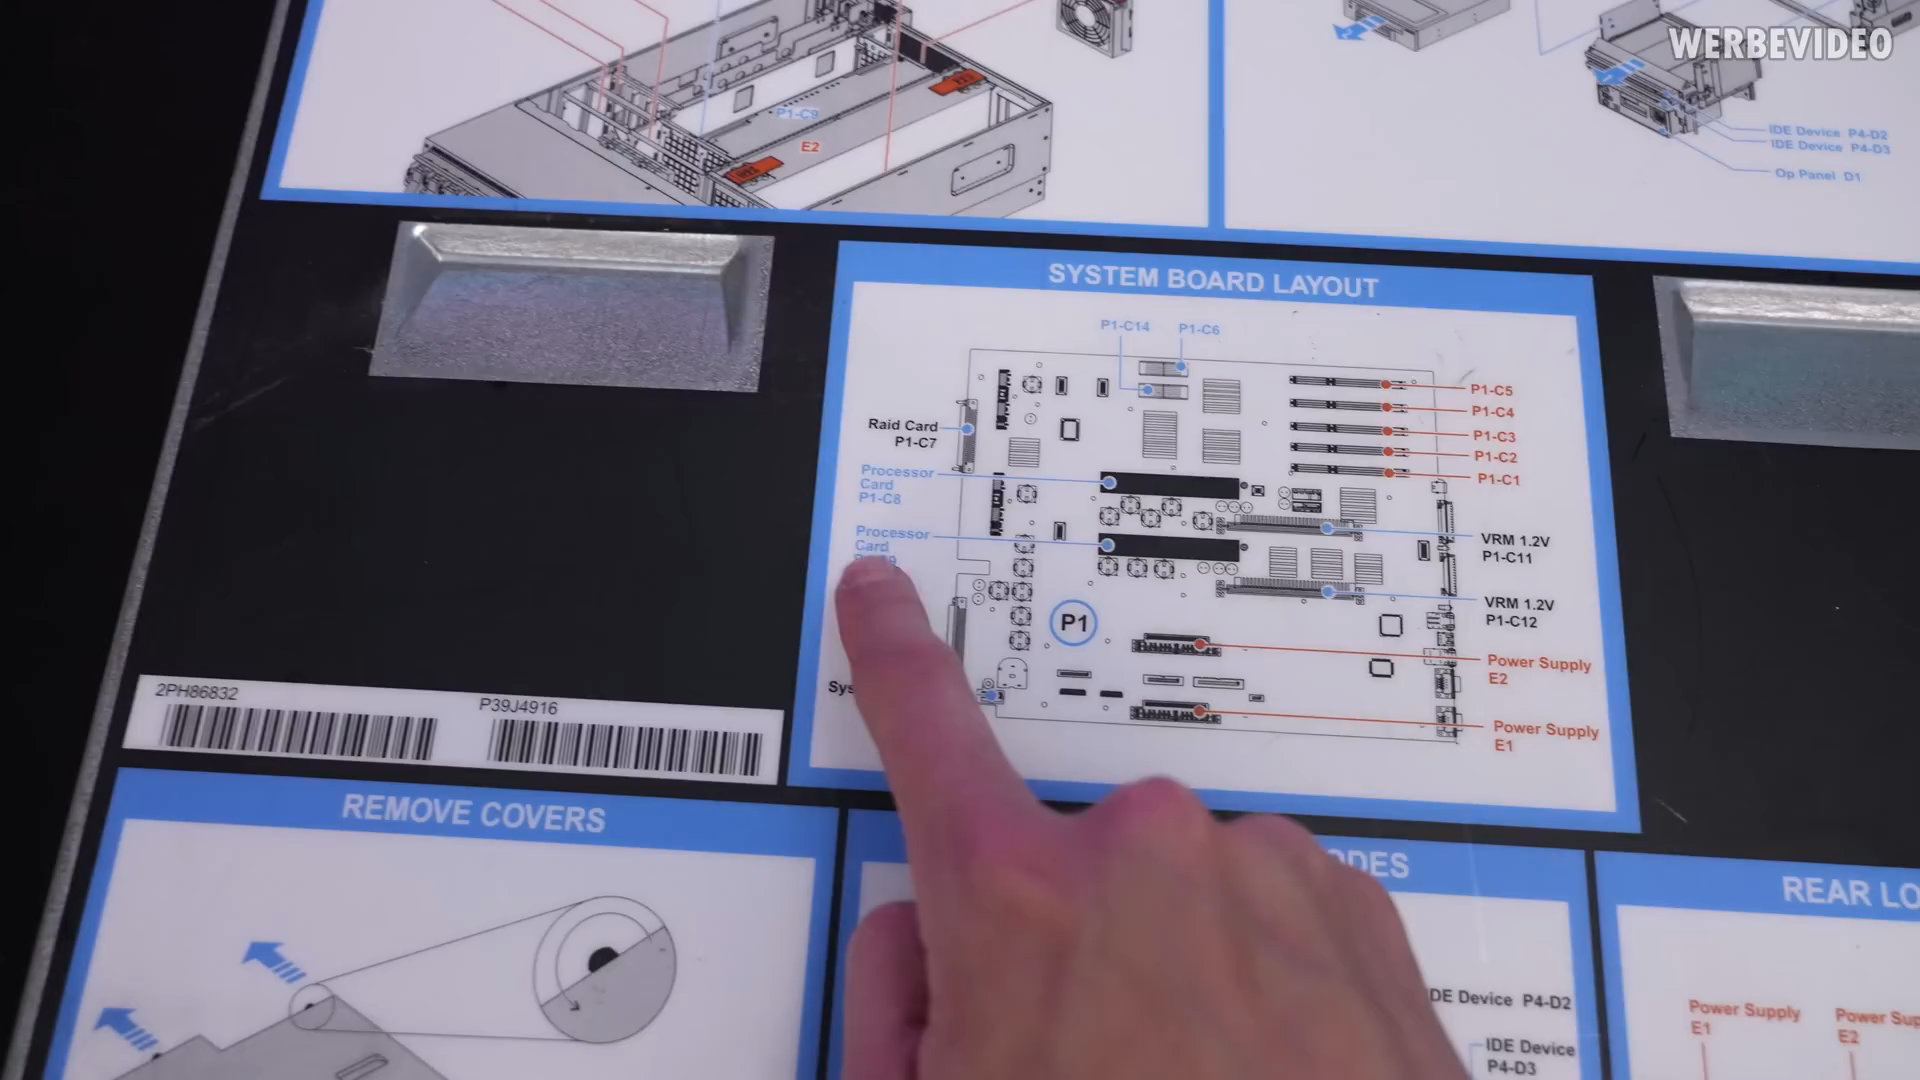 WERBEVIDEO
P1-C9
E2
IDE Device P4-D2
IDE Device P4-D3
Op Panel D1
SYSTEM BOARD LAYOUT
P1-C14
P1-C6
P1-C5
P1-C4
P1-C3
P1-C2
P1-C1
Raid Card
P1-C7
Processor
Card
P1-C8
Processor
Card
VRM 1.2V
P1-C11
VRM 1.2V
P1-C12
P1
Power Supply
E2
Power Supply
E1
2PH86832
P39J4916
REMOVE COVERS
REAR LO
Device P4-D2
IDE Device
P4-D3
Power Supply
E1
Power Sup
E2